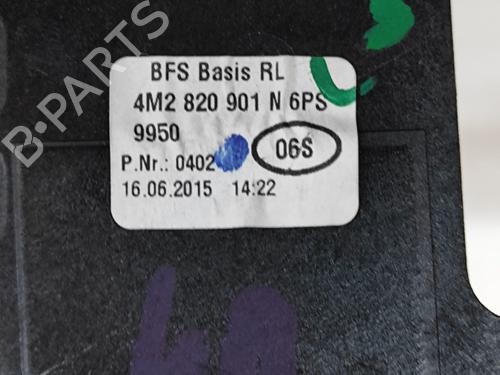 BFS Basis RL
4M2 820 901 N 6PS
9950
06S
P.Nr.: 0402
16.06.2015 14:22
B-PARTS